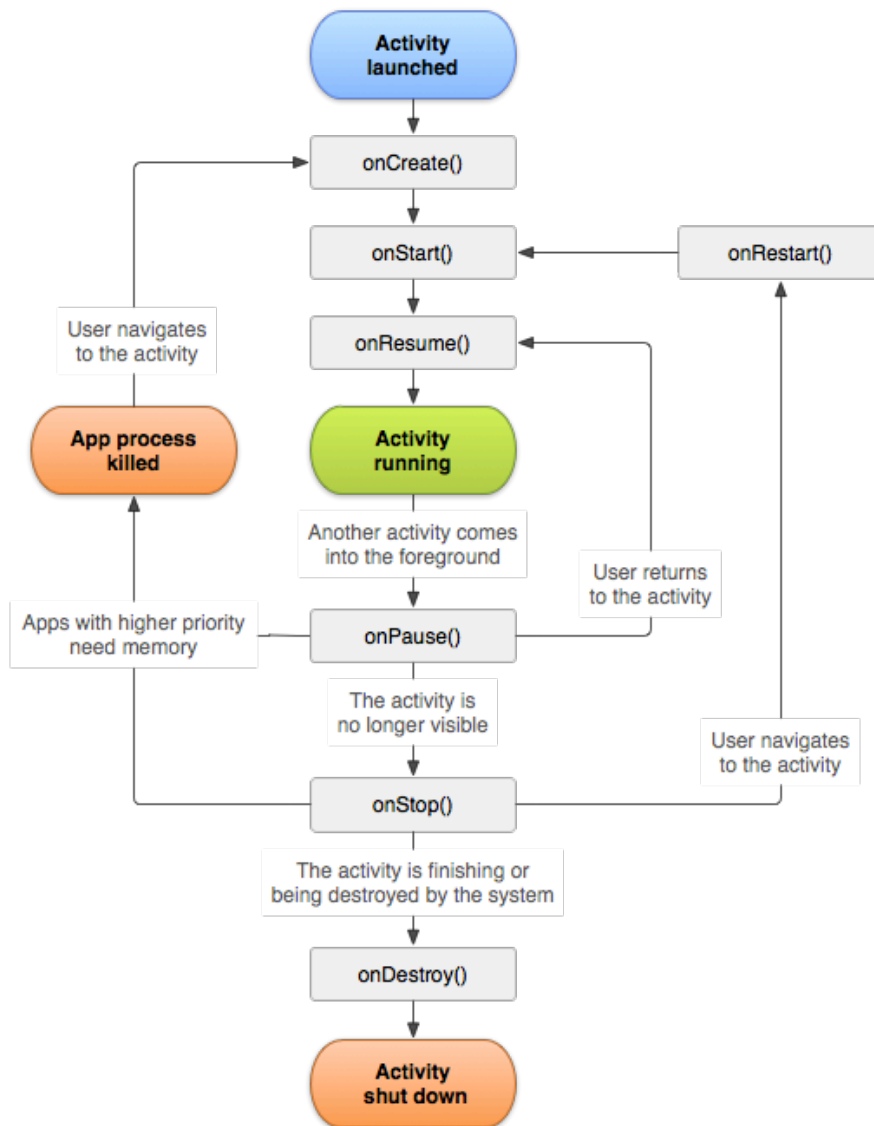 Activity
launched
onCreate()
onStart()
onRestart()
User navigates
to the activity
onResume()
App process
killed
Activity
running
Another activity comes
into the foreground
User returns
to the activity
Apps with higher priority
need memory
onPause()
The activity is
no longer visible
User navigates
to the activity
onStop()
The activity is finishing or
being destroyed by the system
onDestroy()
Activity
shut down